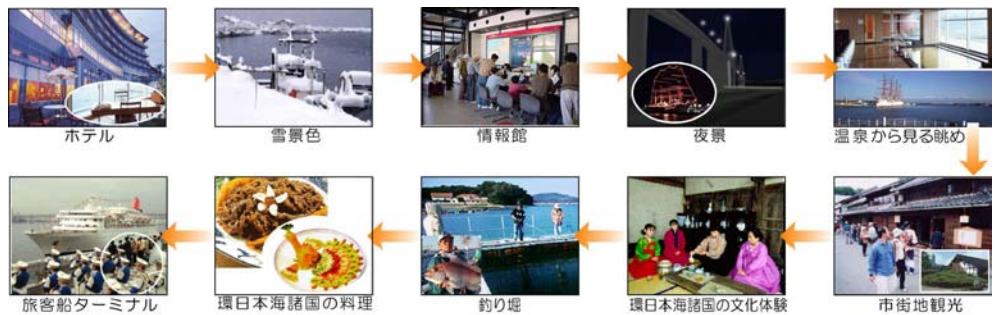 ホテル
雪景色
情報館
夜景
温泉から見る眺め
市街地観光
環日本海諸国の文化体験
釣り堀
環日本海諸国の料理
旅客船ターミナル